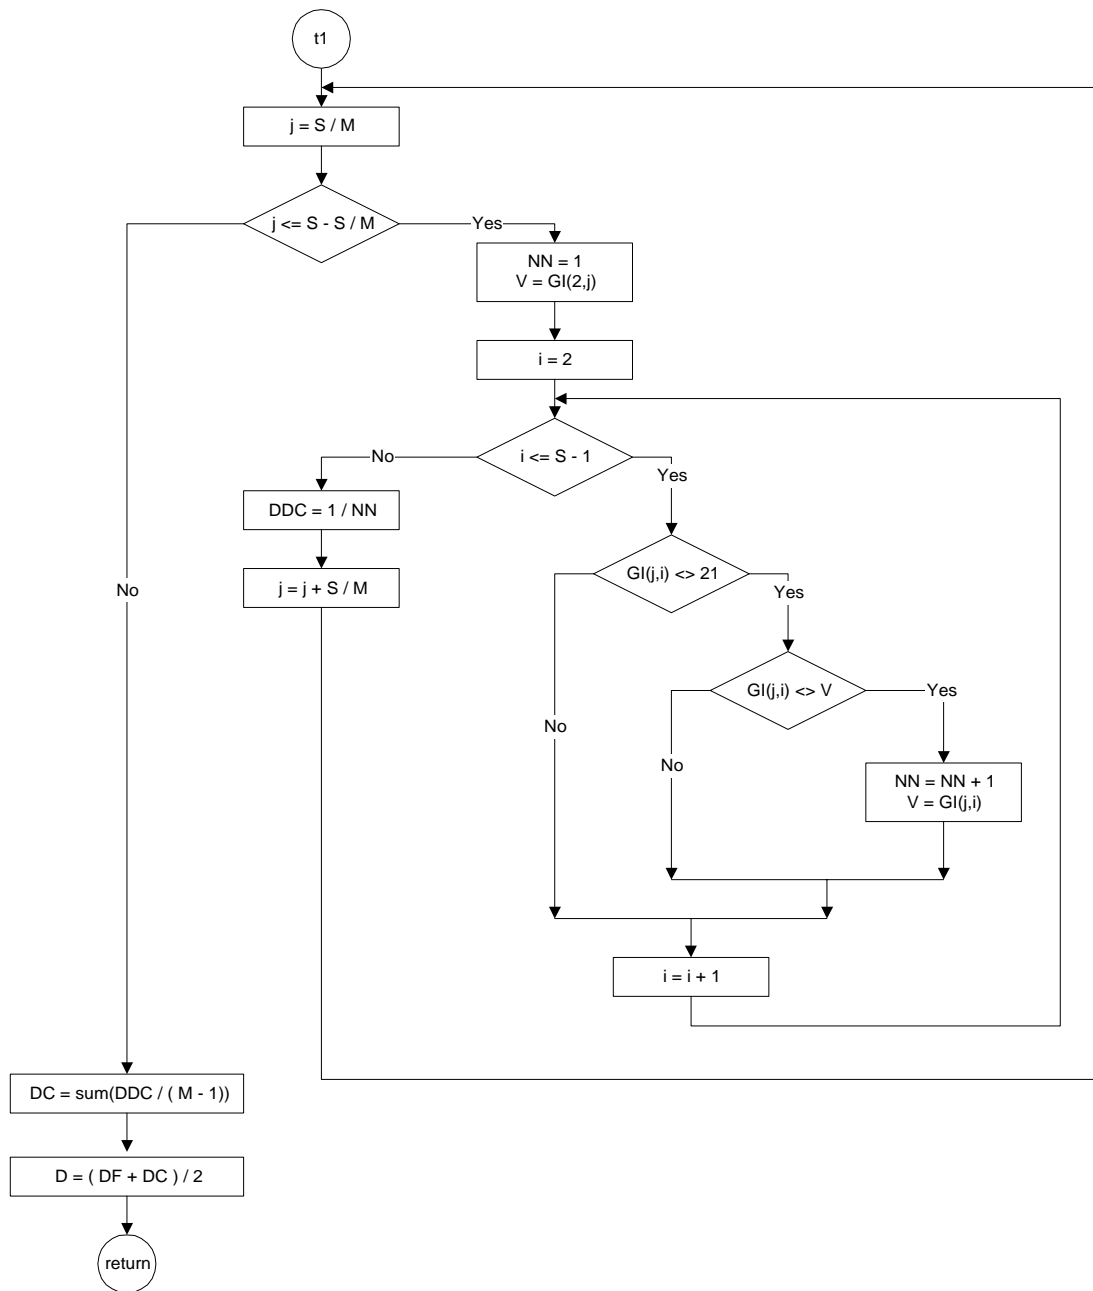 t1
j = S / M
j <= S - S / M
Yes
NN = 1
V = GI(2,j)
i = 2
i <= S - 1
No
Yes
DDC = 1 / NN
j = j + S / M
GI(j,i) <> 21
No
Yes
GI(j,i) <> V
Yes
No
No
NN = NN + 1
V = GI(j,i)
i = i + 1
DC = sum(DDC / ( M - 1))
D = ( DF + DC ) / 2
return